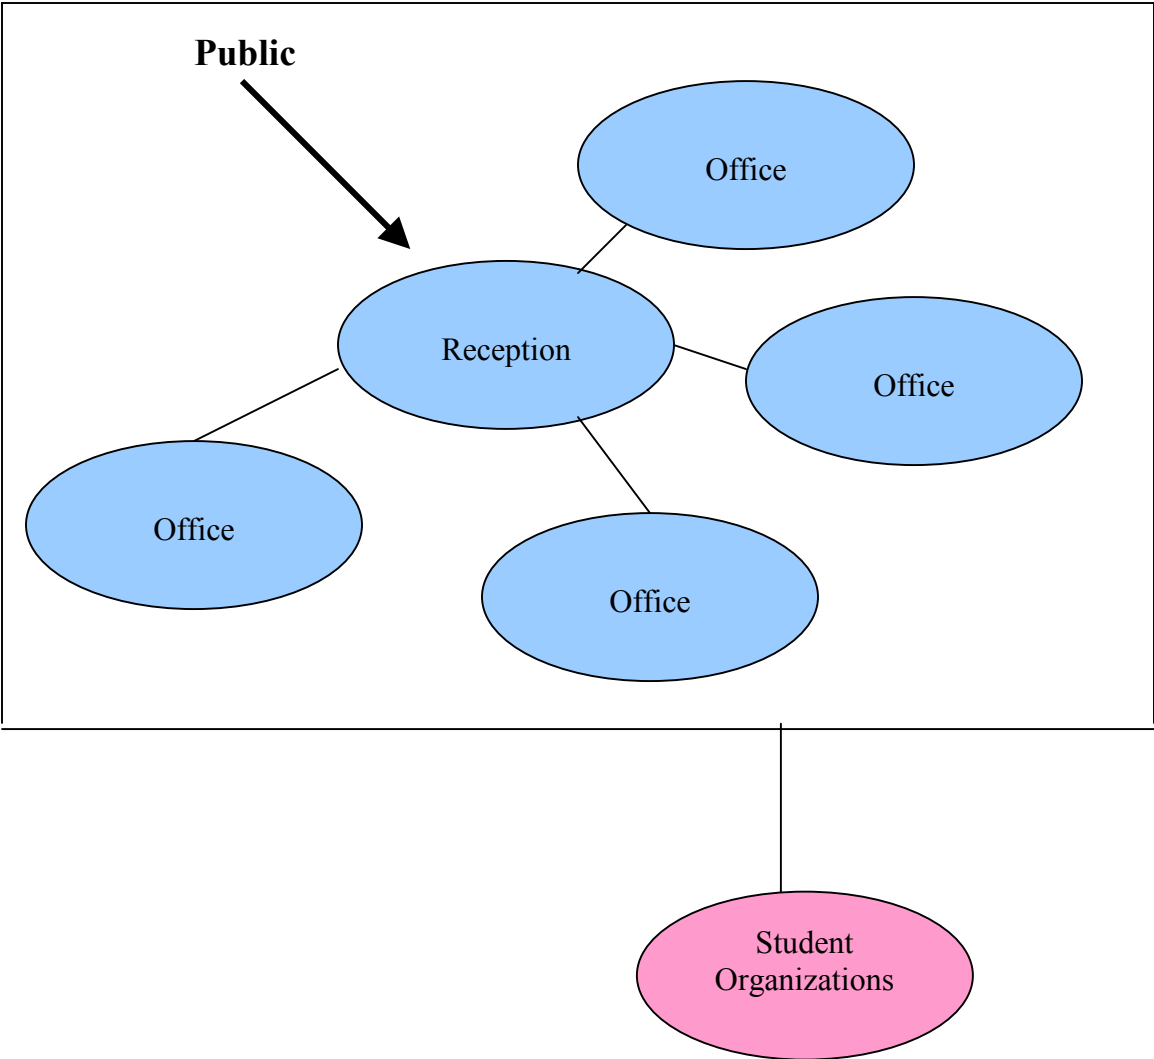 Public
Office
Reception
Office
Office
Office
Student
Organizations